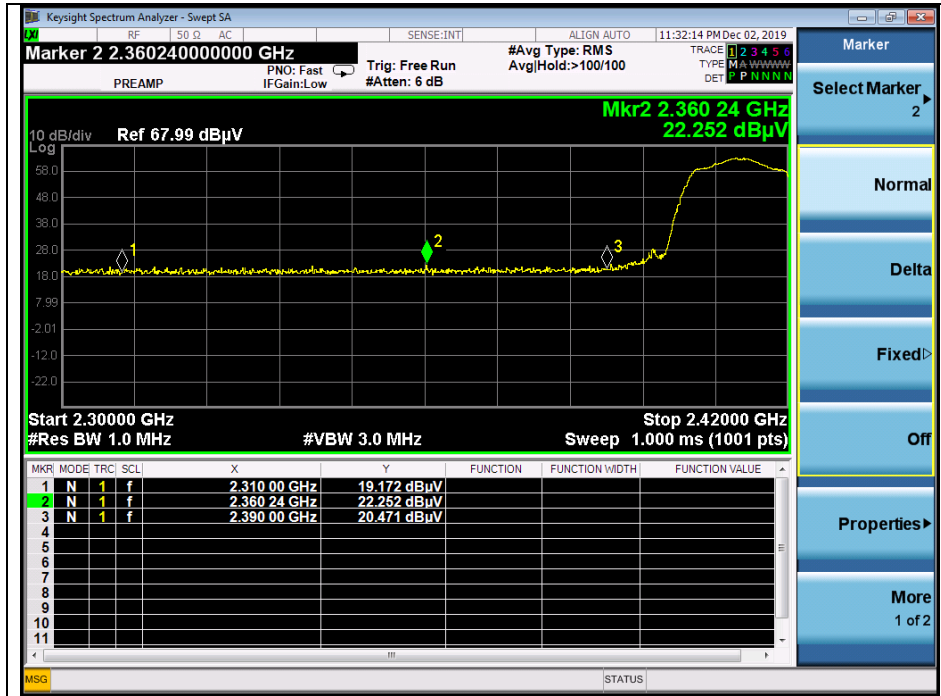 Keysight Spectrum Analyzer - Swept SA
LXI RF 50 Ω AC SENSE:INT ALIGN AUTO 11:32:14 PM Dec 02, 2019
Marker 2 2.360240000000 GHz
PREAMP
PNO: Fast
IFGain:Low
Trig: Free Run
#Atten: 6 dB
#Avg Type: RMS
Avg|Hold:>100/100
TRACE 1 2 3 4 5 6
TYPE M A W W W W
DET P P N N N N
Mkr2 2.360 24 GHz
22.252 dBµV
10 dB/div Ref 67.99 dBµV
Log
58.0
48.0
38.0
28.0
18.0
7.99
-2.01
-12.0
-22.0
1
2
3
Start 2.30000 GHz Stop 2.42000 GHz
#Res BW 1.0 MHz #VBW 3.0 MHz Sweep 1.000 ms (1001 pts)
MKR MODE TRC SCL X Y FUNCTION FUNCTION WIDTH FUNCTION VALUE
1 N 1 f 2.310 00 GHz 19.172 dBµV
2 N 1 f 2.360 24 GHz 22.252 dBµV
3 N 1 f 2.390 00 GHz 20.471 dBµV
4
5
6
7
8
9
10
11
MSG STATUS
Marker
Select Marker
2
Normal
Delta
Fixed
Off
Properties
More
1 of 2